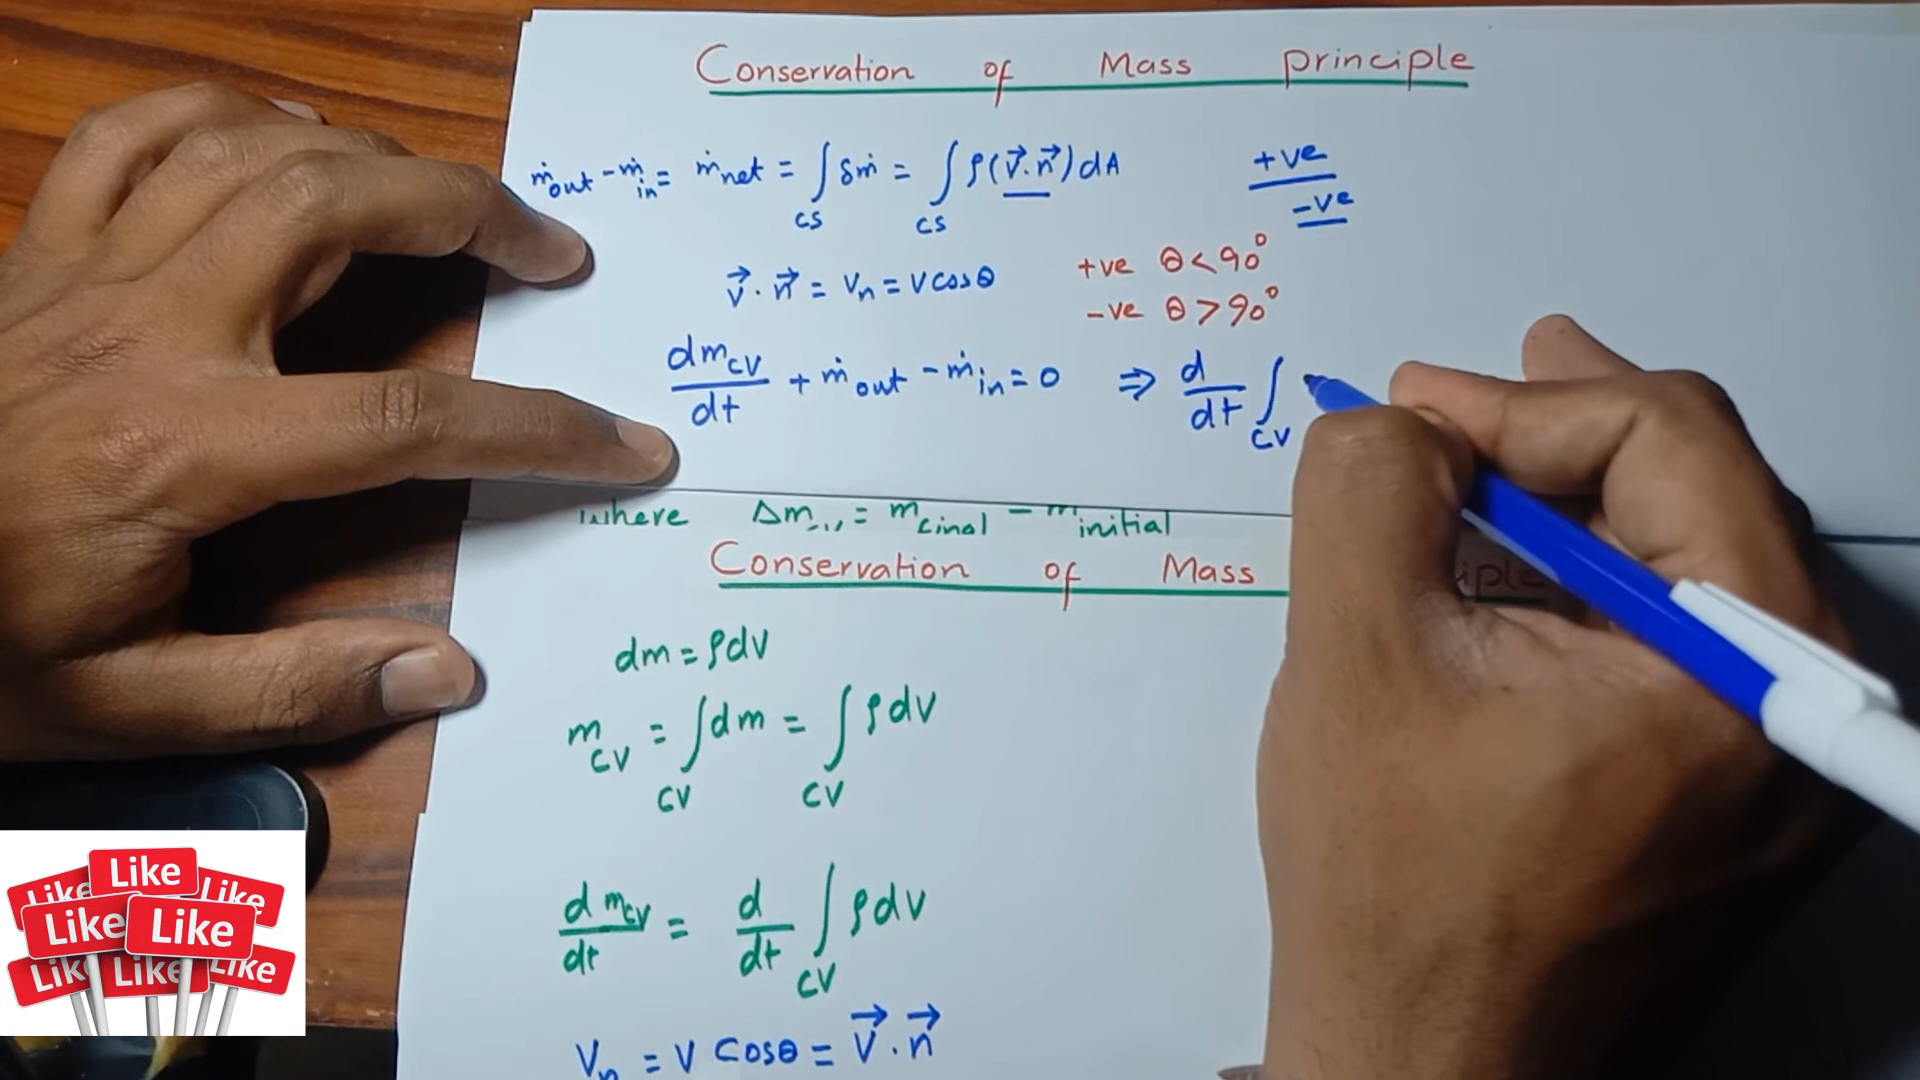 Conservation of Mass principle
ṁout - ṁin = ṁnet = ∫CS δṁ = ∫CS ρ(V⃗.n⃗)dA
+ve
-ve
V⃗.n⃗ = Vn = V cosθ
+ve θ<90°
-ve θ>90°
dmCV/dt + ṁout - ṁin = 0 ⇒ d/dt ∫CV
where Δm = mfinal - minitial
Conservation of Mass
dm = ρdV
mCV = ∫CV dm = ∫CV ρdV
dmCV/dt = d/dt ∫CV ρdV
Vn = V Cosθ = V⃗.n⃗
Like
Like Like
Like Like
Like Like Like